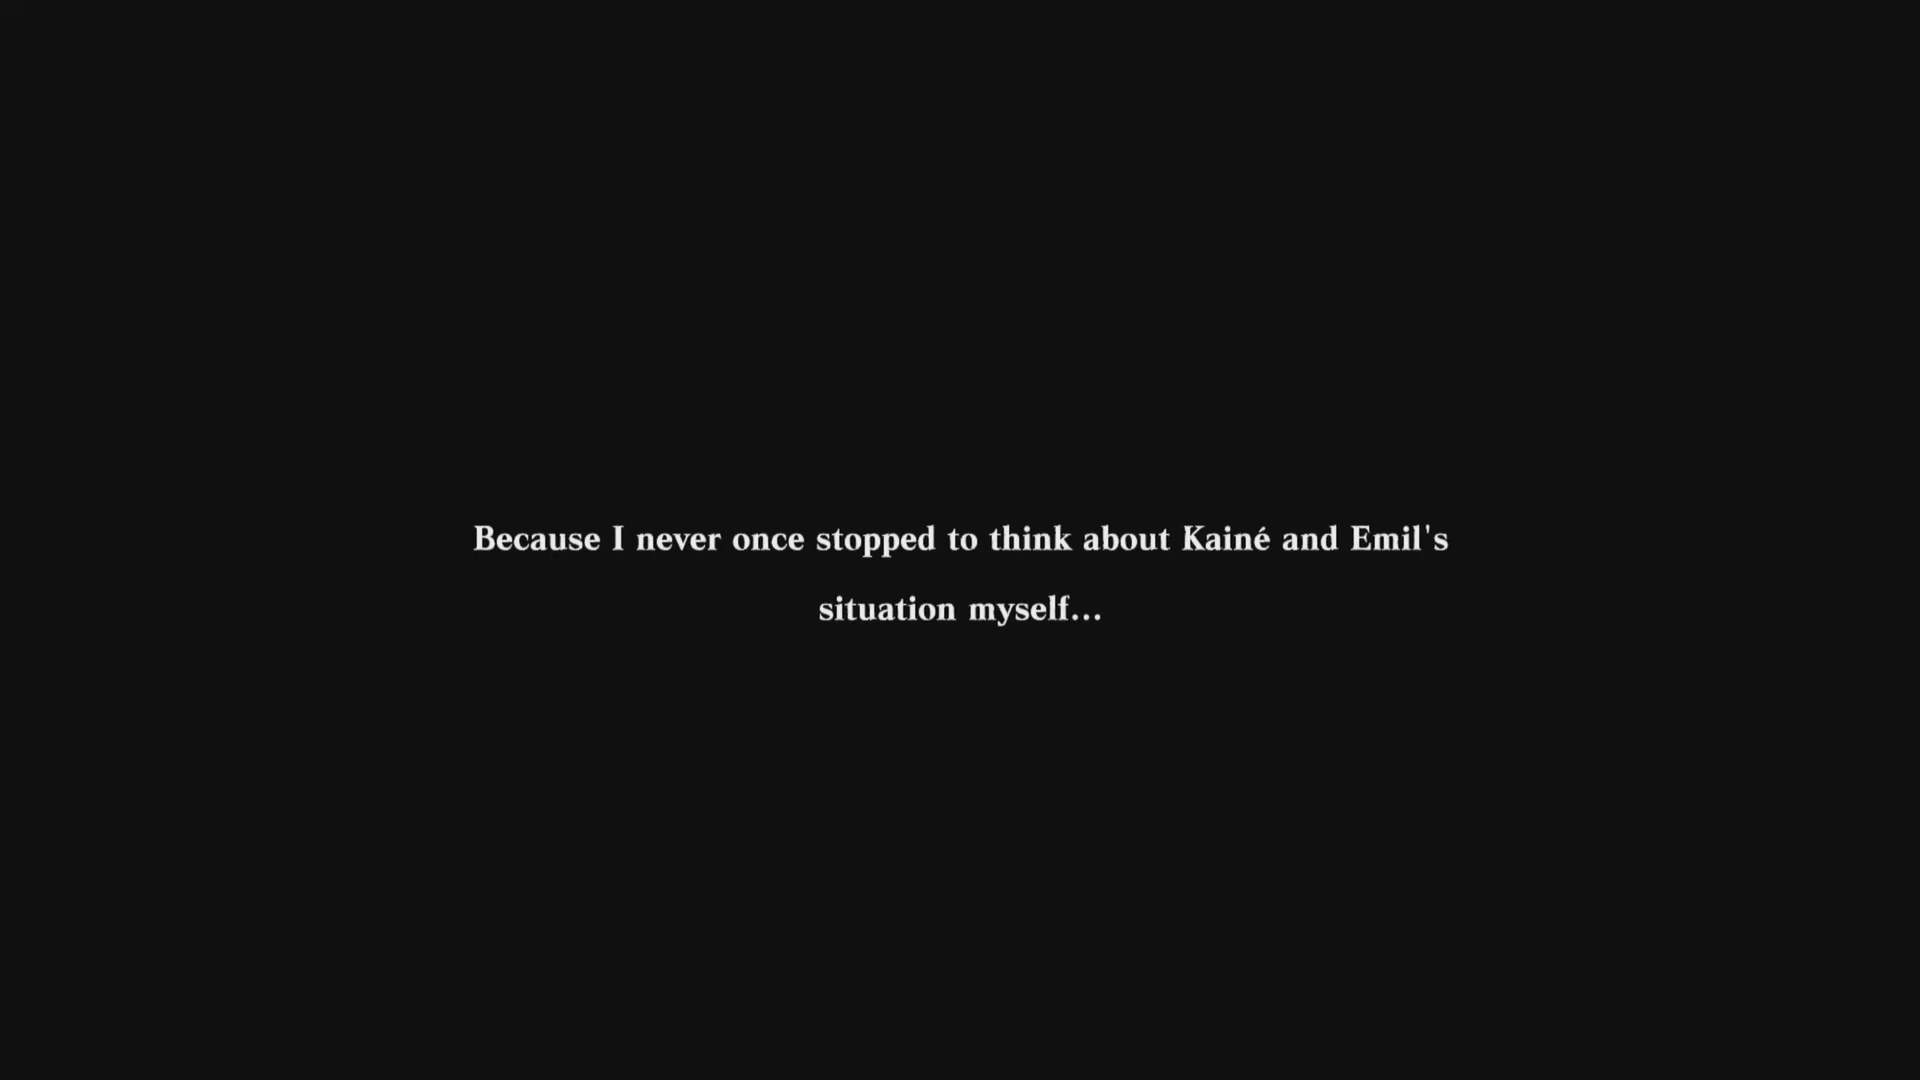 Because I never once stopped to think about Kainé and Emil's
situation myself...